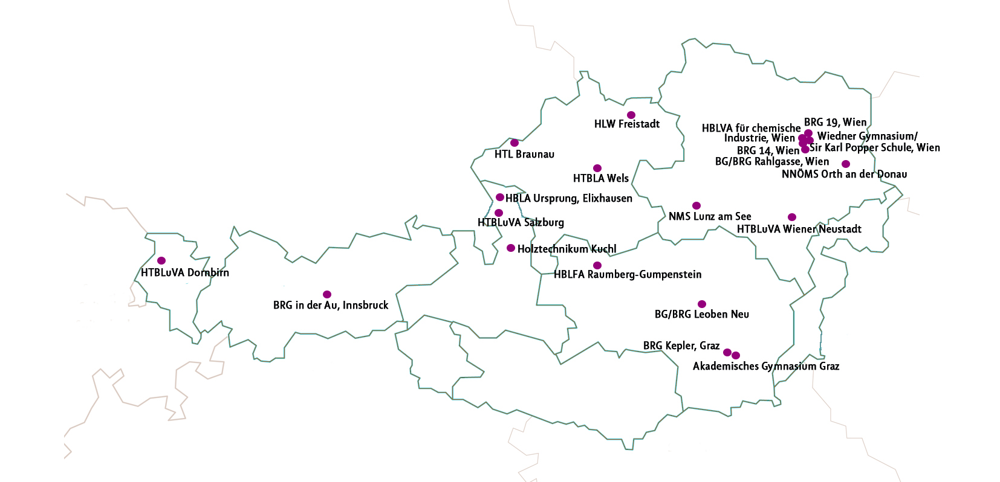 BRG 19, Wien
HLW Freistadt
HBLVA für chemische
Industrie, Wien
Wiedner Gymnasium/
Sir Karl Popper Schule, Wien
BRG 14, Wien
HTL Braunau
BG/BRG Rahlgasse, Wien
NNÖMS Orth an der Donau
HTBLA Wels
HBLA Ursprung, Elixhausen
NMS Lunz am See
HTBLuVA Salzburg
HTBLuVA Wiener Neustadt
Holztechnikum Kuchl
HTBLuVA Dornbirn
HBLFA Raumberg-Gumpenstein
BRG in der Au, Innsbruck
BG/BRG Leoben Neu
BRG Kepler, Graz
Akademisches Gymnasium Graz